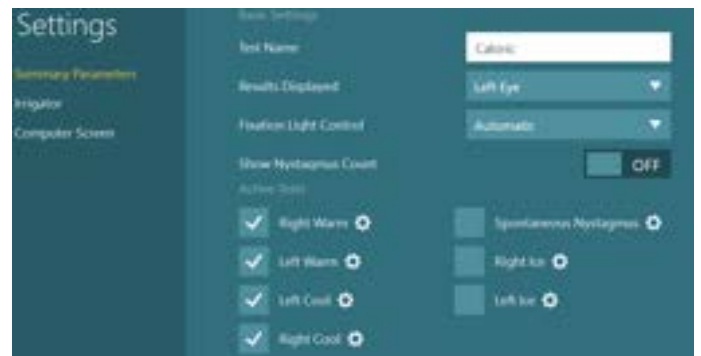 Settings
Summary Parameters
Irrigator
Computer Screen
Basic Settings
Test Name
Caloric
Results Displayed
Left Eye
Fixation Light Control
Automatic
Show Nystagmus Count
OFF
Active Tests
Right Warm
Spontaneous Nystagmus
Left Warm
Right Ice
Left Cool
Left Ice
Right Cool